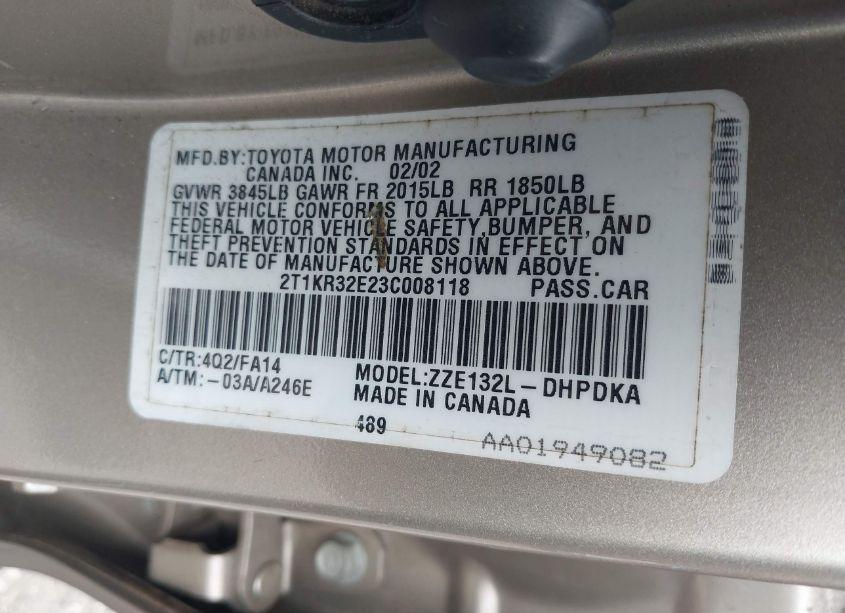 MFD.BY:TOYOTA MOTOR MANUFACTURING
CANADA INC. 02/02
GVWR 3845LB GAWR FR 2015LB RR 1850LB
THIS VEHICLE CONFORMS TO ALL APPLICABLE
FEDERAL MOTOR VEHICLE SAFETY,BUMPER, AND
THEFT PREVENTION STANDARDS IN EFFECT ON
THE DATE OF MANUFACTURE SHOWN ABOVE.
2T1KR32E23C008118 PASS.CAR
C/TR:4Q2/FA14
A/TM:-03A/A246E
MODEL:ZZE132L-DHPDKA
MADE IN CANADA
489
AA01949082